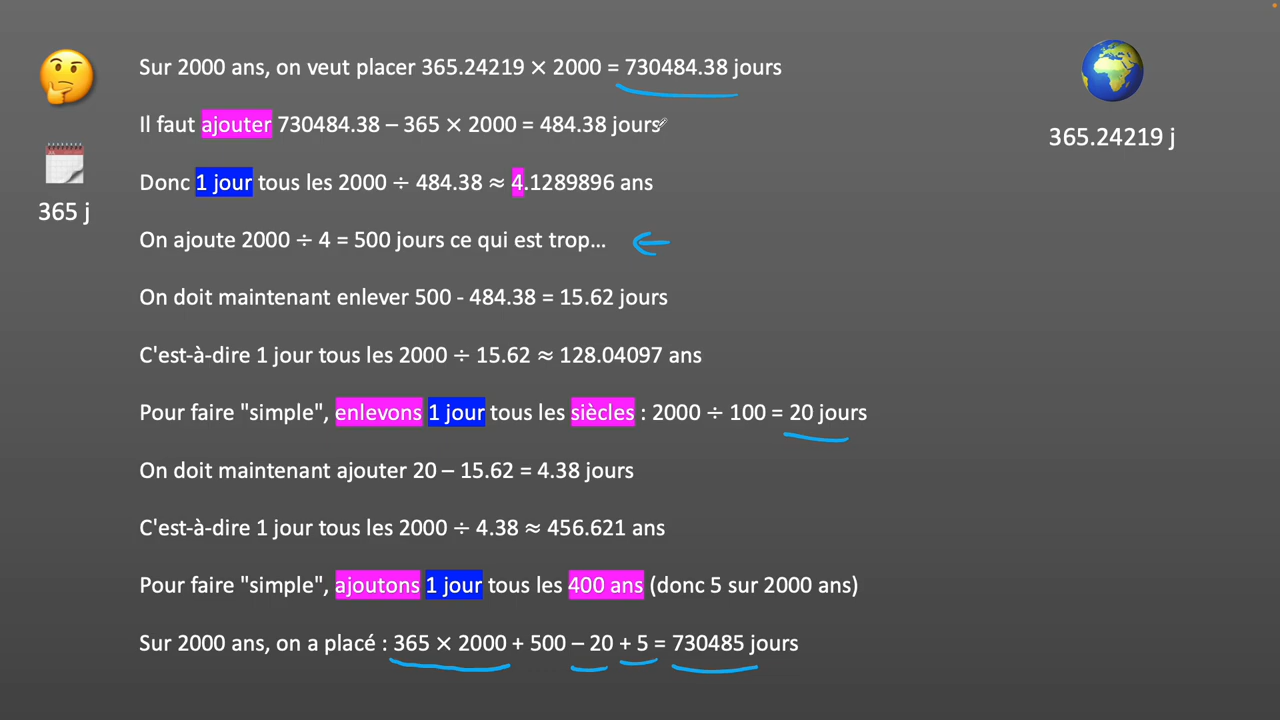 Sur 2000 ans, on veut placer 365.24219 × 2000 = 730484.38 jours
Il faut ajouter 730484.38 – 365 × 2000 = 484.38 jours
Donc 1 jour tous les 2000 ÷ 484.38 ≈ 4.1289896 ans
On ajoute 2000 ÷ 4 = 500 jours ce qui est trop...
On doit maintenant enlever 500 - 484.38 = 15.62 jours
C'est-à-dire 1 jour tous les 2000 ÷ 15.62 ≈ 128.04097 ans
Pour faire "simple", enlevons 1 jour tous les siècles : 2000 ÷ 100 = 20 jours
On doit maintenant ajouter 20 – 15.62 = 4.38 jours
C'est-à-dire 1 jour tous les 2000 ÷ 4.38 ≈ 456.621 ans
Pour faire "simple", ajoutons 1 jour tous les 400 ans (donc 5 sur 2000 ans)
Sur 2000 ans, on a placé : 365 × 2000 + 500 – 20 + 5 = 730485 jours
365 j
365.24219 j